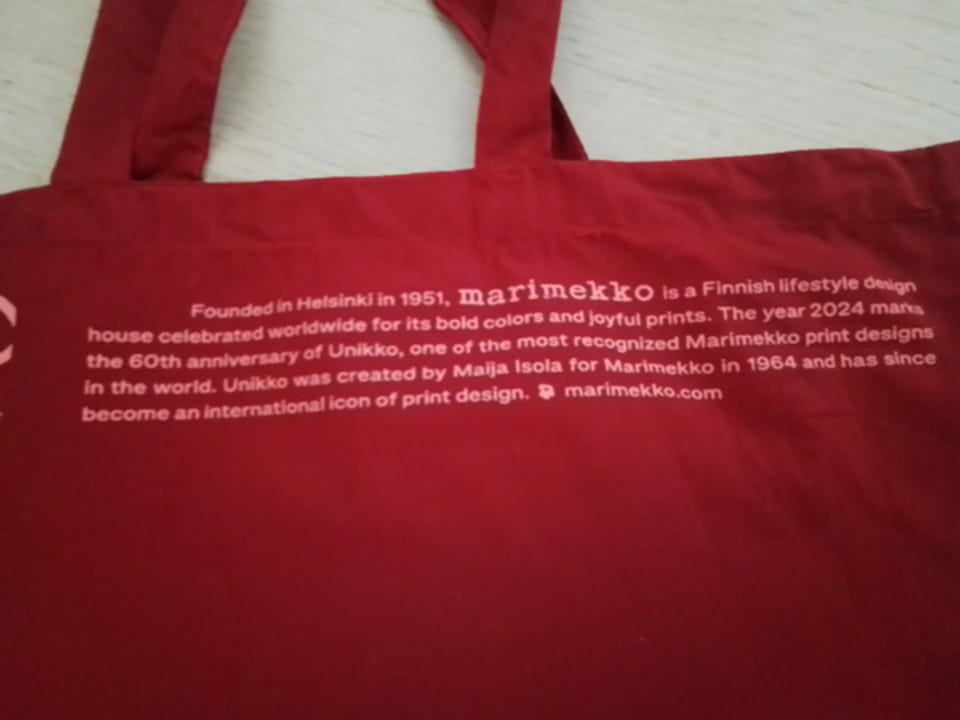 Founded in Helsinki in 1951, marimekko is a Finnish lifestyle design
house celebrated worldwide for its bold colors and joyful prints. The year 2024 marks
the 60th anniversary of Unikko, one of the most recognized Marimekko print designs
in the world. Unikko was created by Maija Isola for Marimekko in 1964 and has since
become an international icon of print design. marimekko.com